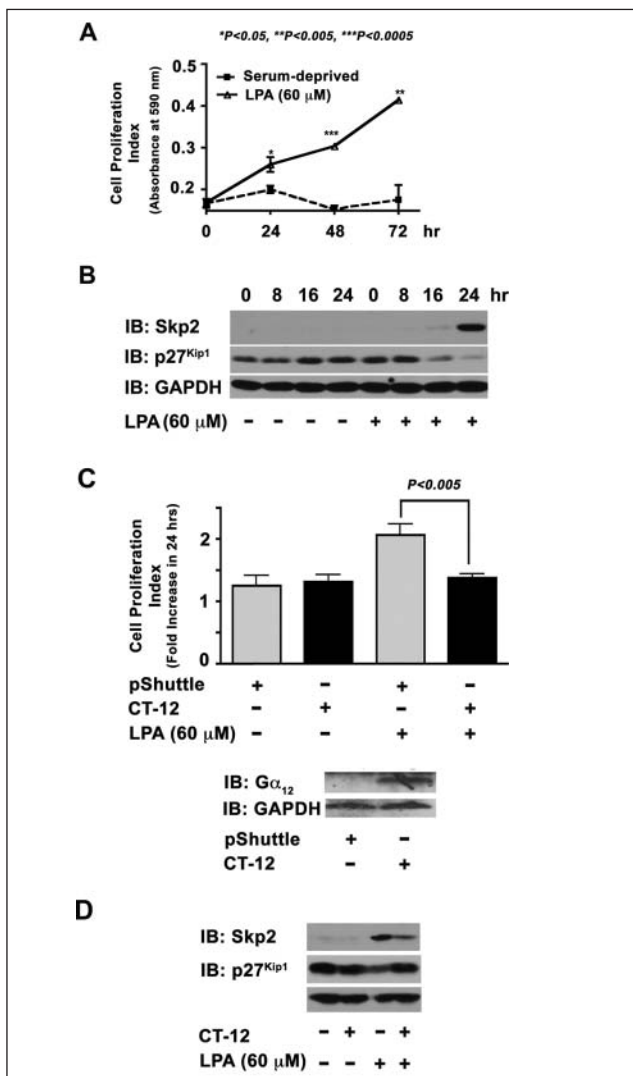 A
*P<0.05, **P<0.005, ***P<0.0005
Cell Proliferation
Index
(Absorbance at 590 nm)
0.5
0.4
0.3
0.2
Serum-deprived
LPA (60 μM)
*
***
**
0 24 48 72 hr
B
0 8 16 24 0 8 16 24 hr
IB: Skp2
IB: p27Kip1
IB: GAPDH
LPA (60 μM) – – – – + + + +
C
P<0.005
Cell Proliferation
Index
(Fold Increase in 24 hrs)
2
1
0
pShuttle + – + –
CT-12 – + – +
LPA (60 μM) – – + +
IB: Gα12
IB: GAPDH
pShuttle + –
CT-12 – +
D
IB: Skp2
IB: p27Kip1
CT-12 – + – +
LPA (60 μM) – – + +